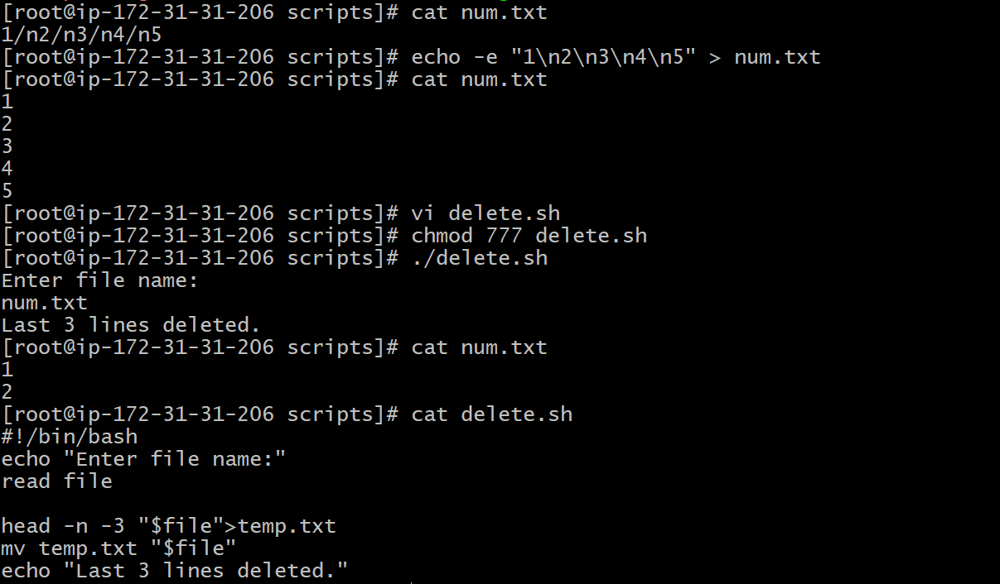 [root@ip-172-31-31-206 scripts]# cat num.txt
1/n2/n3/n4/n5
[root@ip-172-31-31-206 scripts]# echo -e "1\n2\n3\n4\n5" > num.txt
[root@ip-172-31-31-206 scripts]# cat num.txt
1
2
3
4
5
[root@ip-172-31-31-206 scripts]# vi delete.sh
[root@ip-172-31-31-206 scripts]# chmod 777 delete.sh
[root@ip-172-31-31-206 scripts]# ./delete.sh
Enter file name:
num.txt
Last 3 lines deleted.
[root@ip-172-31-31-206 scripts]# cat num.txt
1
2
[root@ip-172-31-31-206 scripts]# cat delete.sh
#!/bin/bash
echo "Enter file name:"
read file

head -n -3 "$file">temp.txt
mv temp.txt "$file"
echo "Last 3 lines deleted."